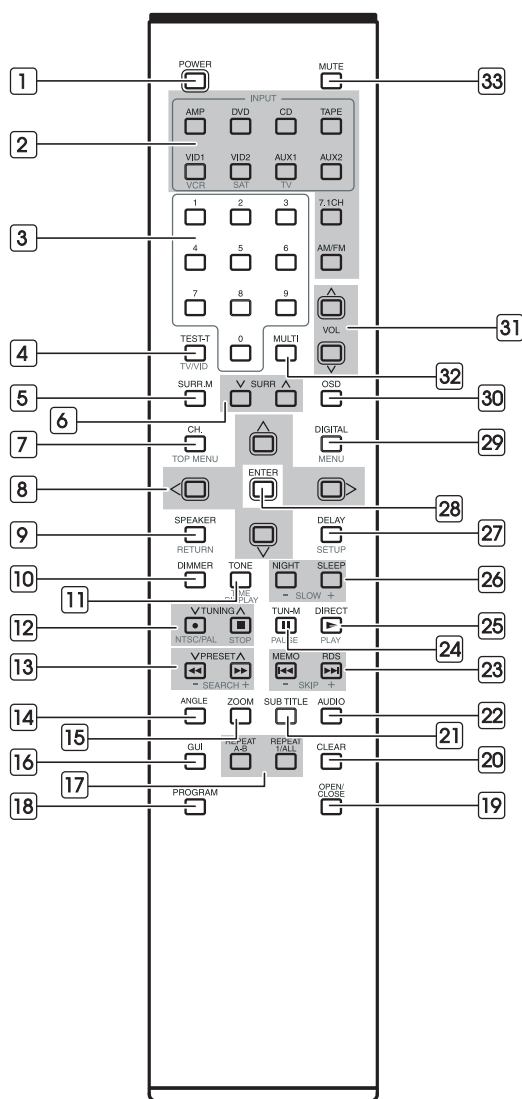 POWER MUTE
1 33
INPUT
AMP DVD CD TAPE
2
VID1 VID2 AUX1 AUX2
VCR SAT TV
1 2 3 7.1CH
3
4 5 6 AM/FM
7 8 9
VOL 31
4 TEST-T 0 MULTI
TV/VID
32
5 SURR.M SURR OSD 30
6
7 CH. DIGITAL 29
TOP MENU MENU
8 ENTER
28
9 SPEAKER DELAY 27
RETURN SETUP
10 DIMMER TONE NIGHT SLEEP 26
11 - SLOW +
12 TUNING TUN-M DIRECT 25
NTSC/PAL STOP PAUSE PLAY
24
13 PRESET MEMO RDS 23
- SEARCH + - SKIP +
14 ANGLE ZOOM SUB TITLE AUDIO 22
15 21
16 GUI REPEAT A-B REPEAT 1/ALL CLEAR 20
17
18 PROGRAM OPEN/CLOSE 19